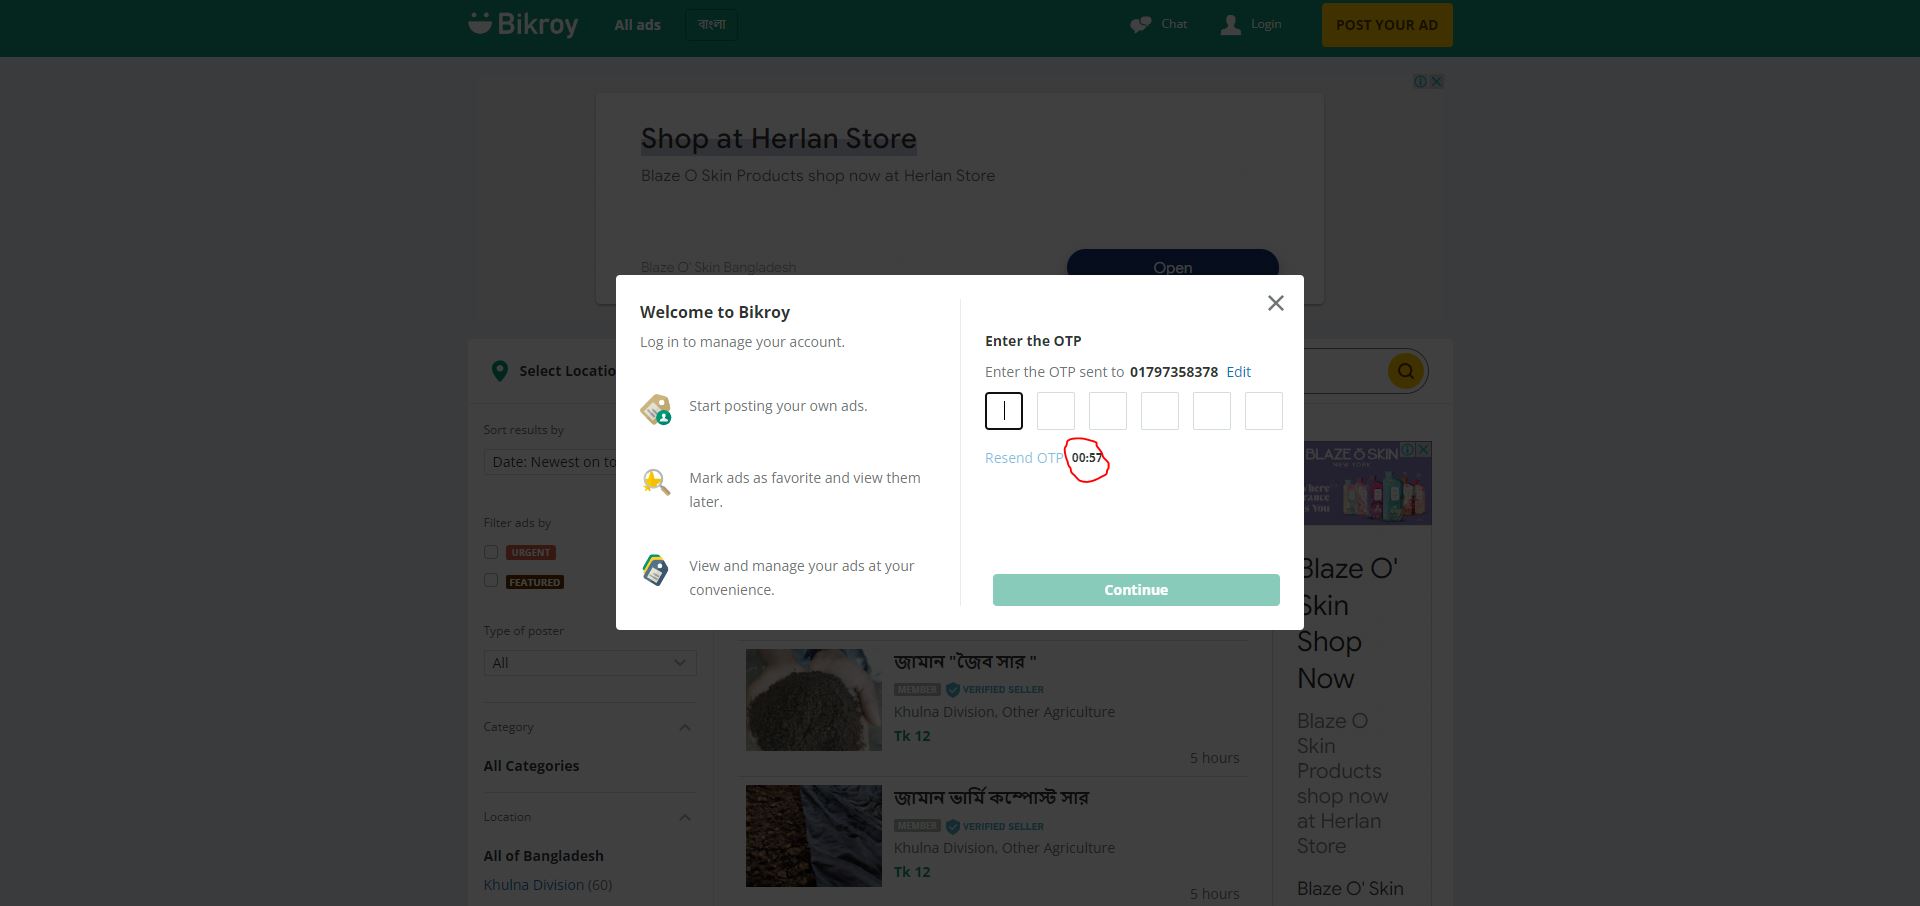 Bikroy
All ads
বাংলা
Chat
Login
POST YOUR AD
Shop at Herlan Store
Blaze O Skin Products shop now at Herlan Store
Blaze O' Skin Bangladesh
Open
Welcome to Bikroy
Log in to manage your account.
Start posting your own ads.
Mark ads as favorite and view them
later.
View and manage your ads at your
convenience.
Enter the OTP
Enter the OTP sent to 01797358378 Edit
Resend OTP 00:57
Continue
Select Locatio
Sort results by
Date: Newest on to
Filter ads by
URGENT
FEATURED
Type of poster
All
Category
All Categories
Location
All of Bangladesh
Khulna Division (60)
জামান "জৈব সার "
MEMBER VERIFIED SELLER
Khulna Division, Other Agriculture
Tk 12
5 hours
জামান ভার্মি কম্পোস্ট সার
MEMBER VERIFIED SELLER
Khulna Division, Other Agriculture
Tk 12
5 hours
BLAZE O SKIN
NEW YORK
Blaze O'
Skin
Shop
Now
Blaze O
Skin
Products
shop now
at Herlan
Store
Blaze O' Skin